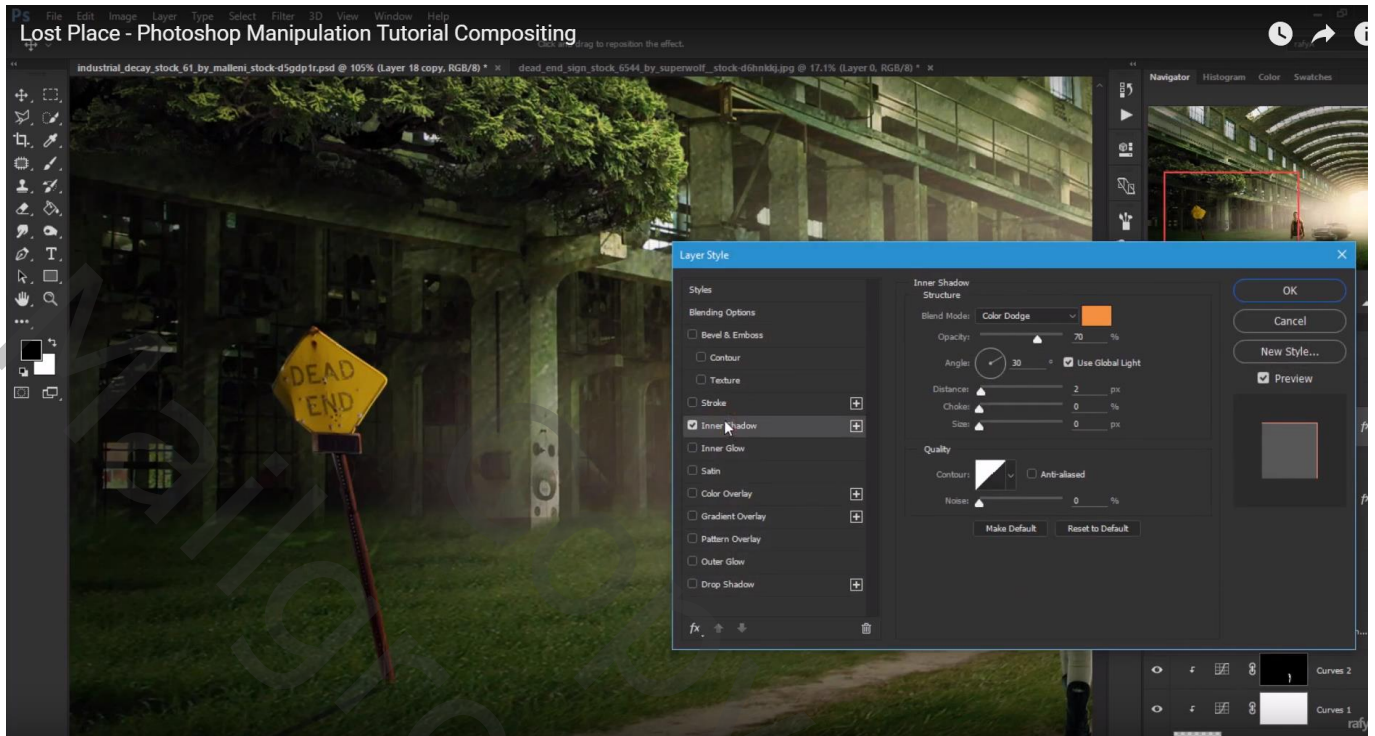 PS File Edit Image Layer Type Select Filter 3D View Window Help
Lost Place - Photoshop Manipulation Tutorial Compositing
Click and drag to reposition the effect.
industrial_decay_stock_61_by_malleni_stock-d5gdp1r.psd @ 105% (Layer 18 copy, RGB/8) * × dead_end_sign_stock_6544_by_superwolf__stock-d6hnkkj.jpg @ 17.1% (Layer 0, RGB/8) * ×
Navigator Histogram Color Swatches
DEAD
END
Layer Style
Styles
Blending Options
Bevel & Emboss
Contour
Texture
Stroke
Inner Shadow
Inner Glow
Satin
Color Overlay
Gradient Overlay
Pattern Overlay
Outer Glow
Drop Shadow
fx
Inner Shadow
Structure
Blend Mode: Color Dodge
Opacity: 70 %
Angle: 30 ° Use Global Light
Distance: 2 px
Choke: 0 %
Size: 0 px
Quality
Contour: Anti-aliased
Noise: 0 %
Make Default Reset to Default
OK
Cancel
New Style...
Preview
Curves 2
Curves 1
rafy